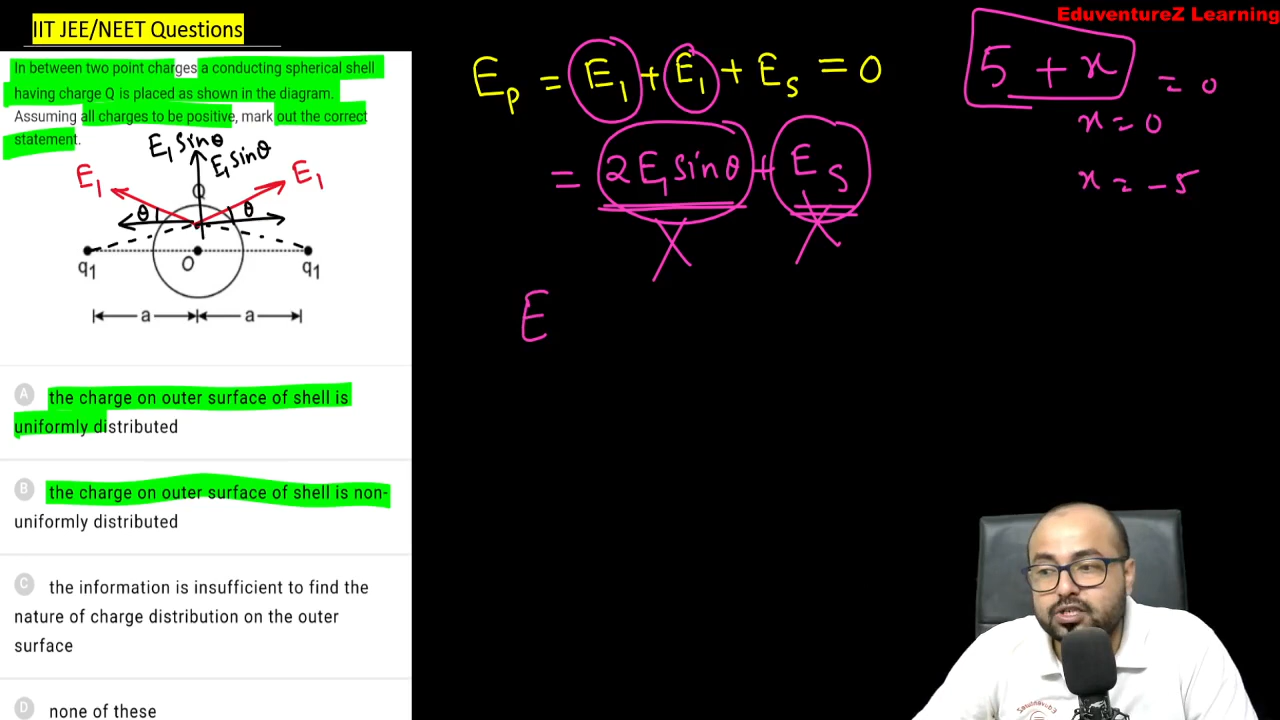 IIT JEE/NEET Questions
EduventureZ Learning
In between two point charges a conducting spherical shell
having charge Q is placed as shown in the diagram.
Assuming all charges to be positive, mark out the correct
statement.
E₁ sinθ
E₁ sinθ
E₁
E₁
Q
θ
θ
O
q₁
q₁
a
a
A the charge on outer surface of shell is
uniformly distributed
B the charge on outer surface of shell is non-
uniformly distributed
C the information is insufficient to find the
nature of charge distribution on the outer
surface
D none of these
Eₚ = E₁ + E₁ + Eₛ = 0
= 2E₁sinθ + Eₛ
E
5 + x = 0
x = 0
x = -5